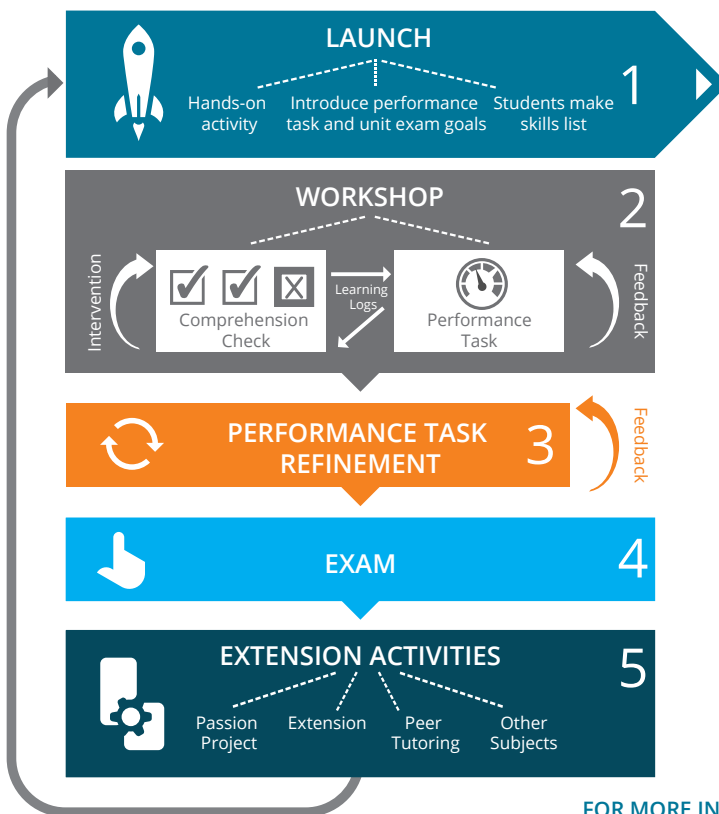 LAUNCH
1
Hands-on
activity
Introduce performance
task and unit exam goals
Students make
skills list
WORKSHOP
2
Intervention
Comprehension
Check
Learning
Logs
Performance
Task
Feedback
PERFORMANCE TASK
REFINEMENT
3
Feedback
EXAM
4
EXTENSION ACTIVITIES
5
Passion
Project
Extension
Peer
Tutoring
Other
Subjects
FOR MORE IN